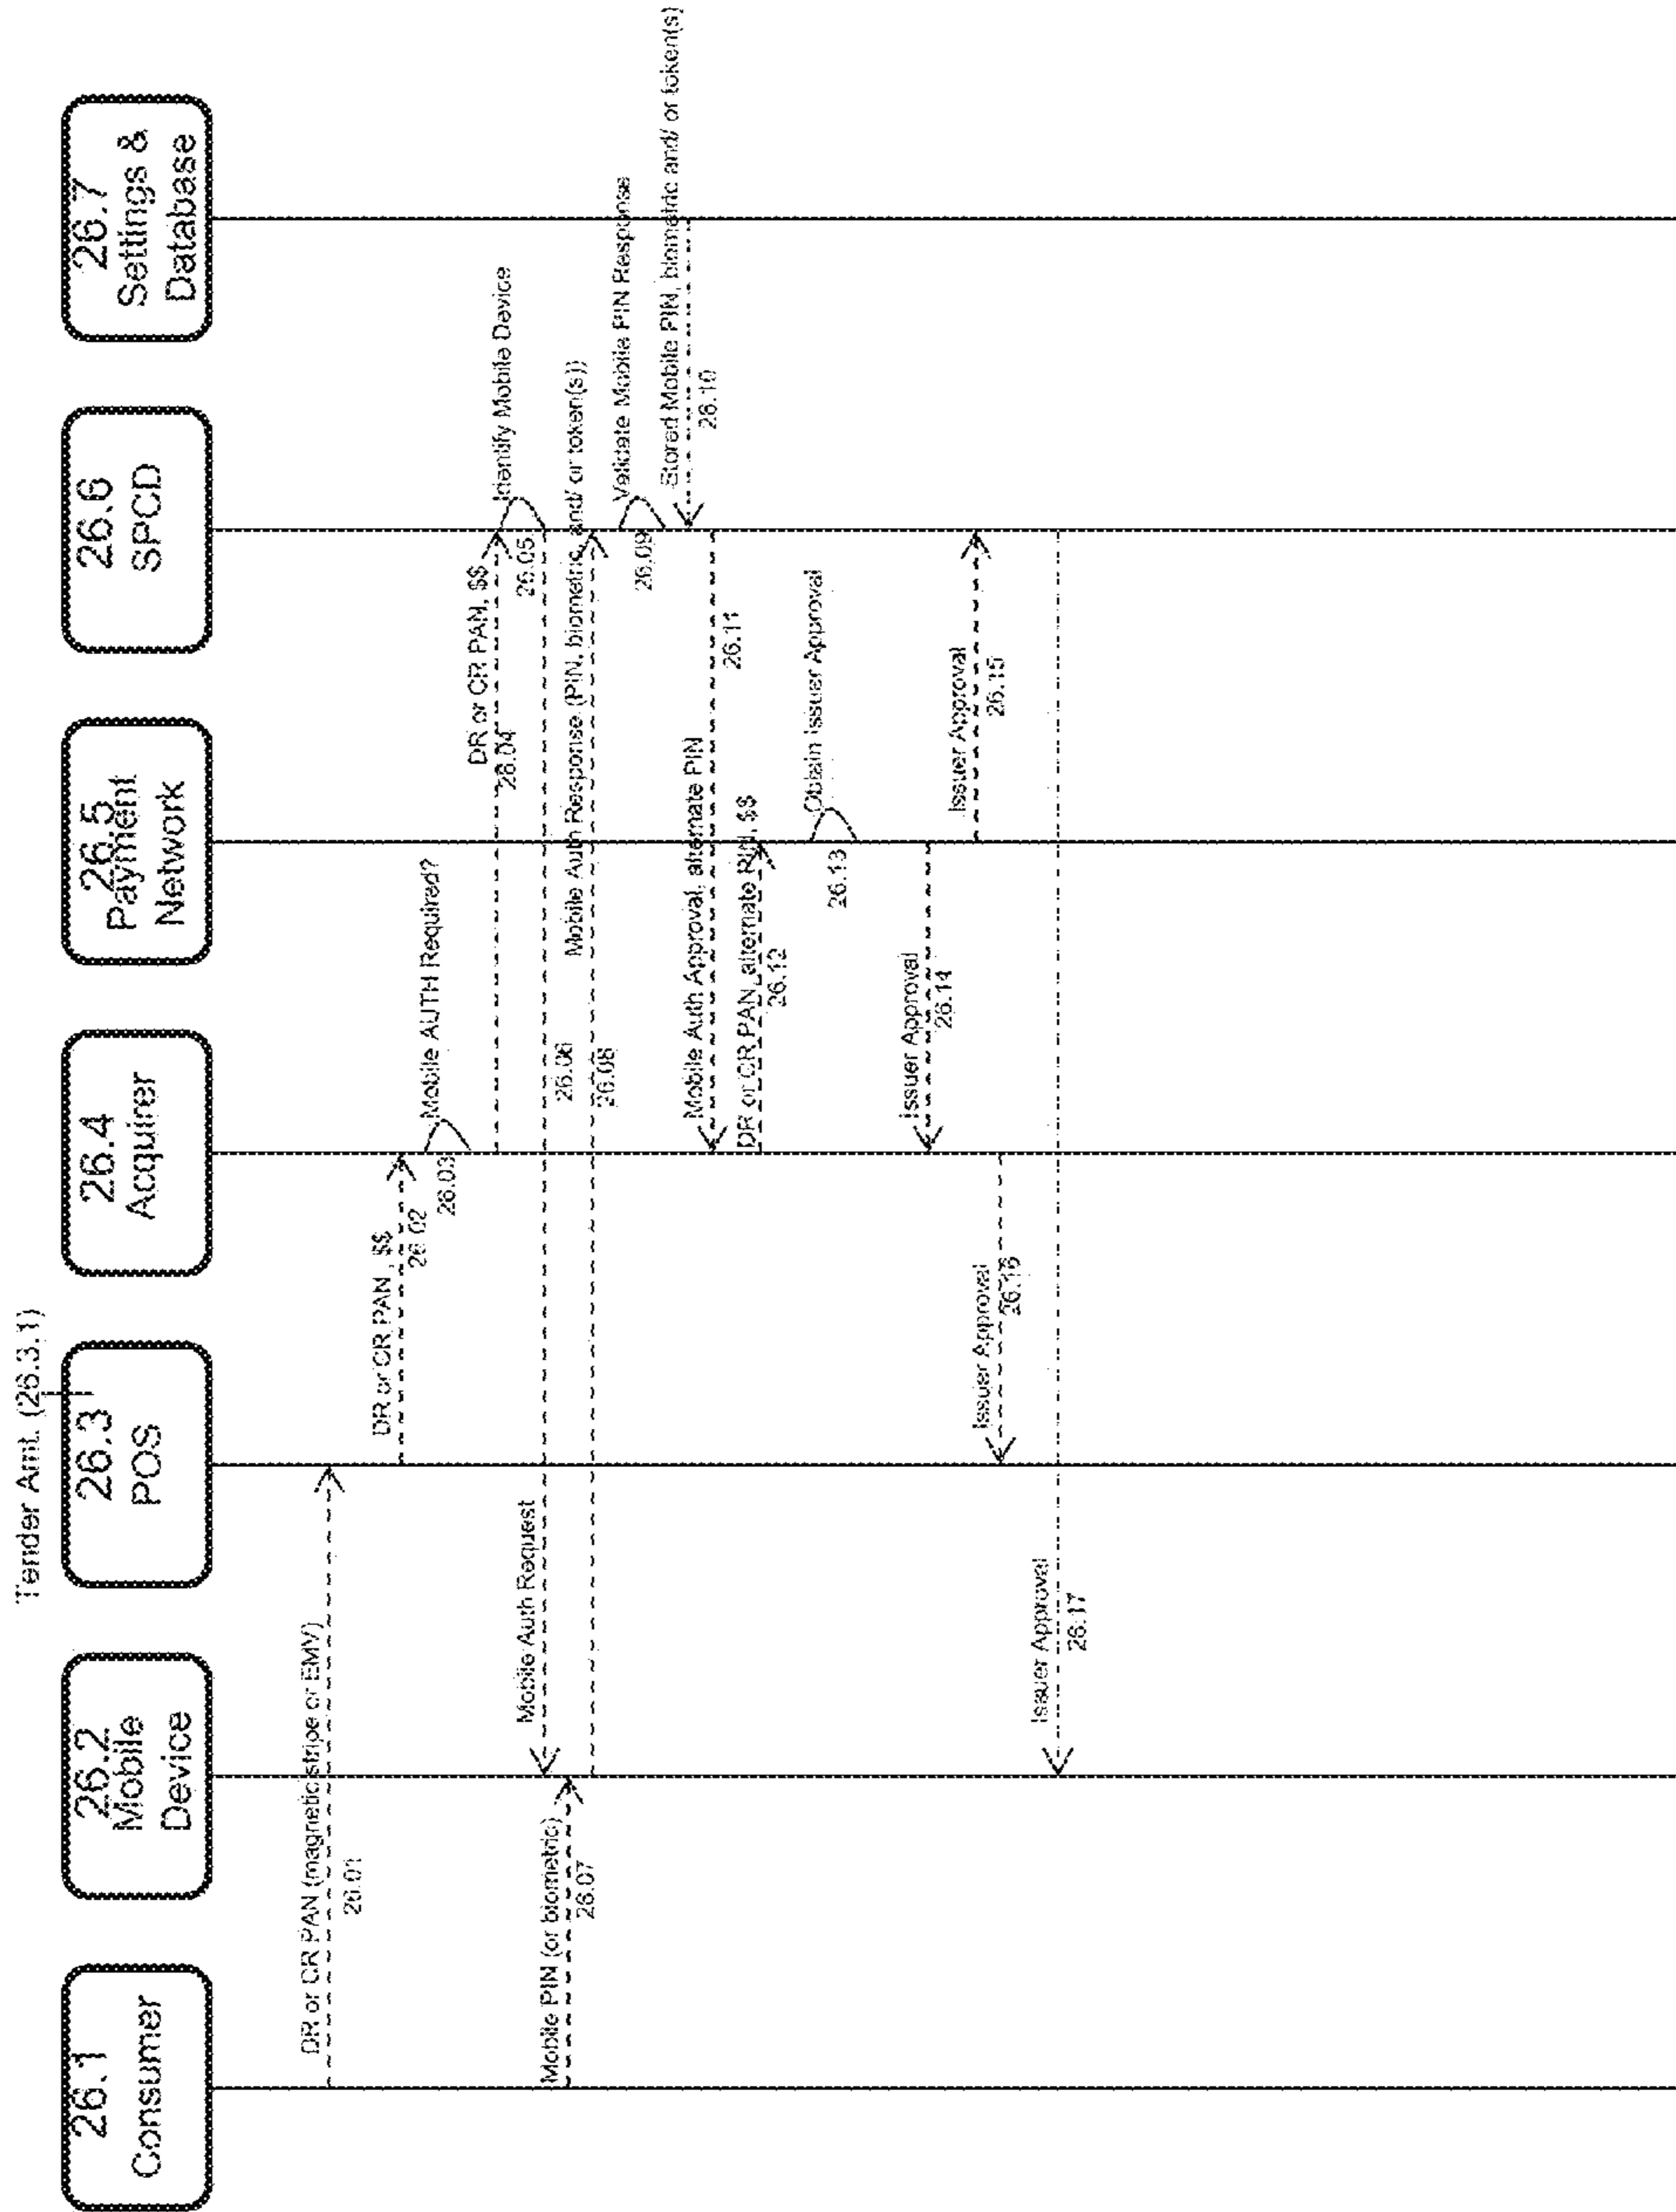 Tender Amt. (26.3.1)
26.1
Consumer
26.2
Mobile
Device
26.3
POS
26.4
Acquirer
26.5
Payment
Network
26.6
SPCD
26.7
Settings &
Database
DR or CR PAN (magnetic stripe or EMV)
26.01
DR or CR PAN, $$
26.02
Mobile AUTH Required?
26.03
DR or CR PAN, $$
26.04
Identify Mobile Device
26.05
Mobile Auth Request
26.06
Mobile PIN (or biometric)
26.07
Mobile Auth Response (PIN, biometric, and/ or token(s))
26.08
Validate Mobile PIN Response
26.09
Stored Mobile PIN, biometric and/ or token(s)
26.10
Mobile Auth Approval, alternate PIN
26.11
DR or CR PAN, alternate PIN, $$
26.12
Obtain Issuer Approval
26.13
Issuer Approval
26.14
Issuer Approval
26.15
Issuer Approval
26.16
Issuer Approval
26.17